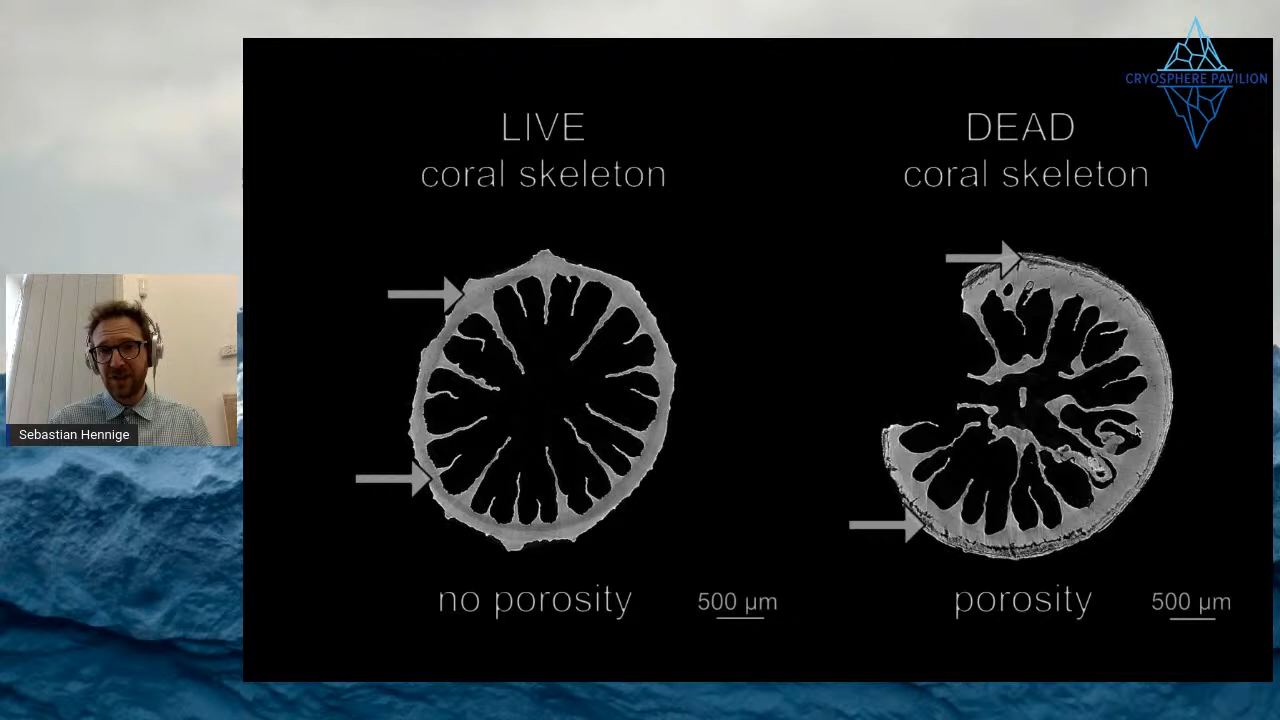 CRYOSPHERE PAVILION
LIVE
coral skeleton
DEAD
coral skeleton
Sebastian Hennige
no porosity
500 µm
porosity
500 µm